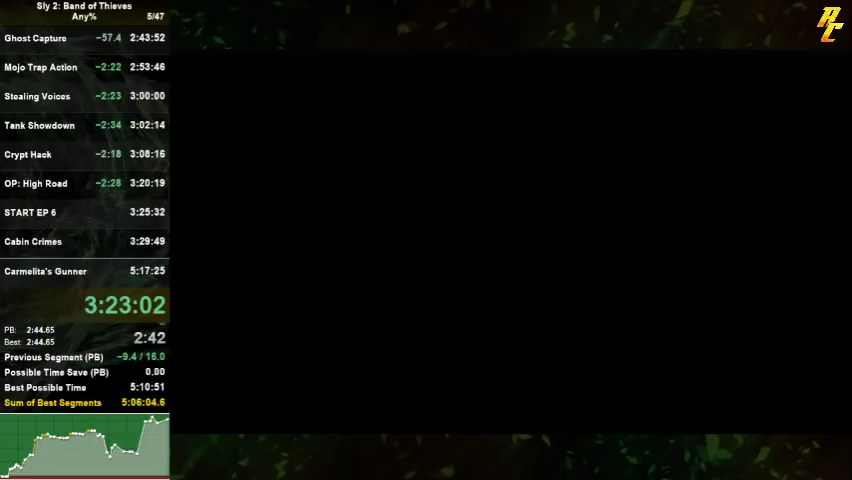 Sly 2: Band of Thieves
Any% 5/47
Ghost Capture -57.4 2:43:52
Mojo Trap Action -2:22 2:53:46
Stealing Voices -2:23 3:00:00
Tank Showdown -2:34 3:02:14
Crypt Hack -2:18 3:08:16
OP: High Road -2:28 3:20:19
START EP 6 3:25:32
Cabin Crimes 3:29:49
Carmelita's Gunner 5:17:25
3:23:02
PB: 2:44.65
Best: 2:44.65
2:42
Previous Segment (PB) -9.4 / 16.0
Possible Time Save (PB) 0.00
Best Possible Time 5:10:51
Sum of Best Segments 5:06:04.6